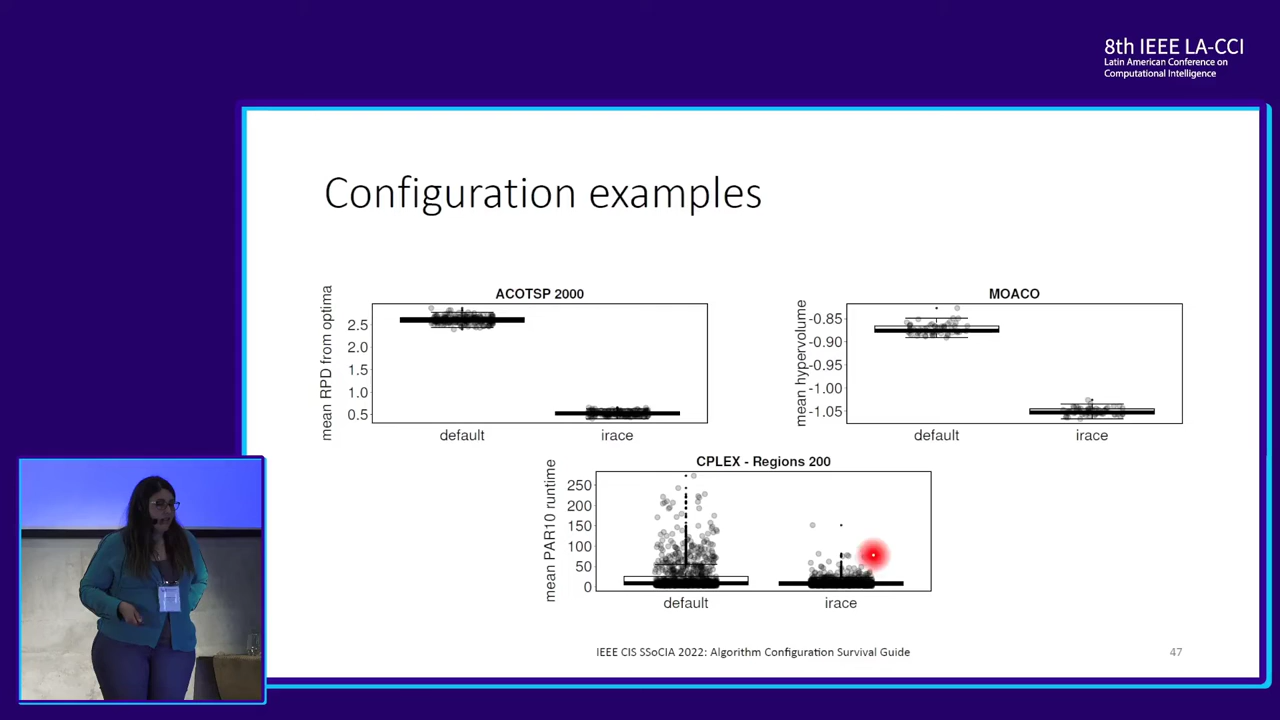 8th IEEE LA-CCI
Latin American Conference on
Computational Intelligence
Configuration examples
ACOTSP 2000
mean RPD from optima
2.5
2.0
1.5
1.0
0.5
default
irace
MOACO
mean hypervolume
-0.85
-0.90
-0.95
-1.00
-1.05
default
irace
CPLEX - Regions 200
mean PAR10 runtime
250
200
150
100
50
0
default
irace
IEEE CIS SSoCIA 2022: Algorithm Configuration Survival Guide
47